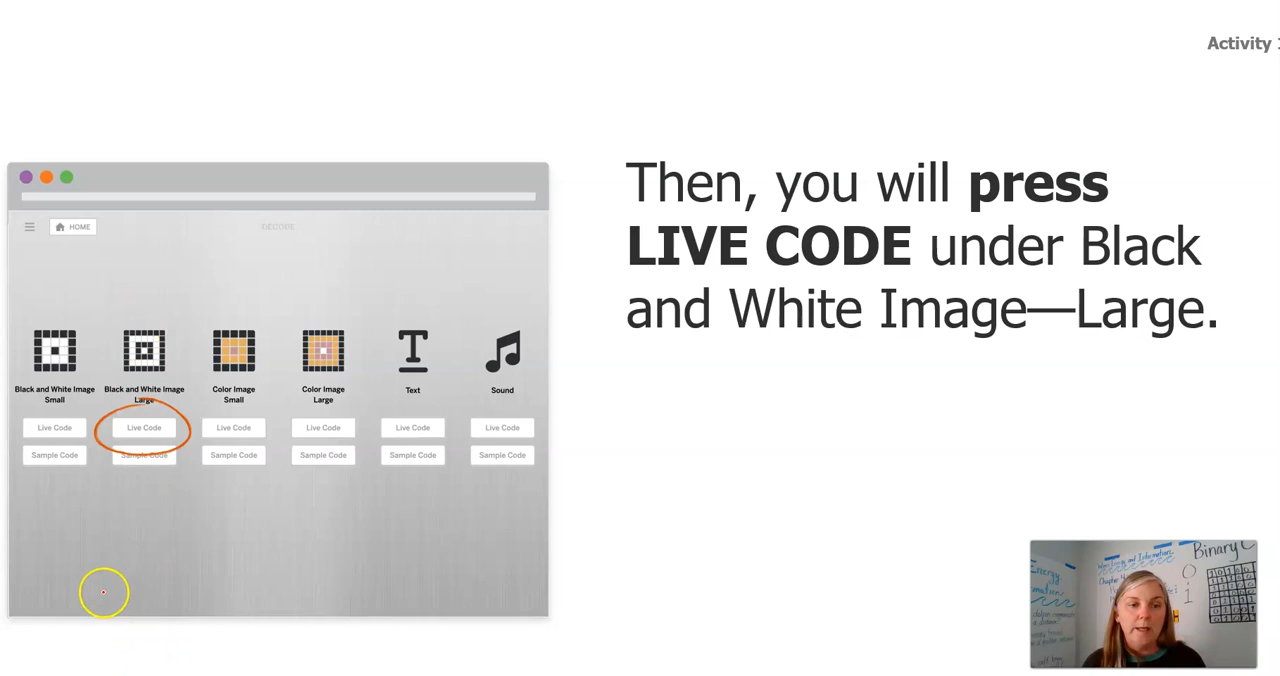 Activity
Then, you will press
LIVE CODE under Black
and White Image—Large.
HOME
DECODE
Black and White Image
Small
Black and White Image
Large
Color Image
Small
Color Image
Large
Text
Sound
Live Code
Live Code
Live Code
Live Code
Live Code
Live Code
Sample Code
Sample Code
Sample Code
Sample Code
Sample Code
Sample Code
Binary C